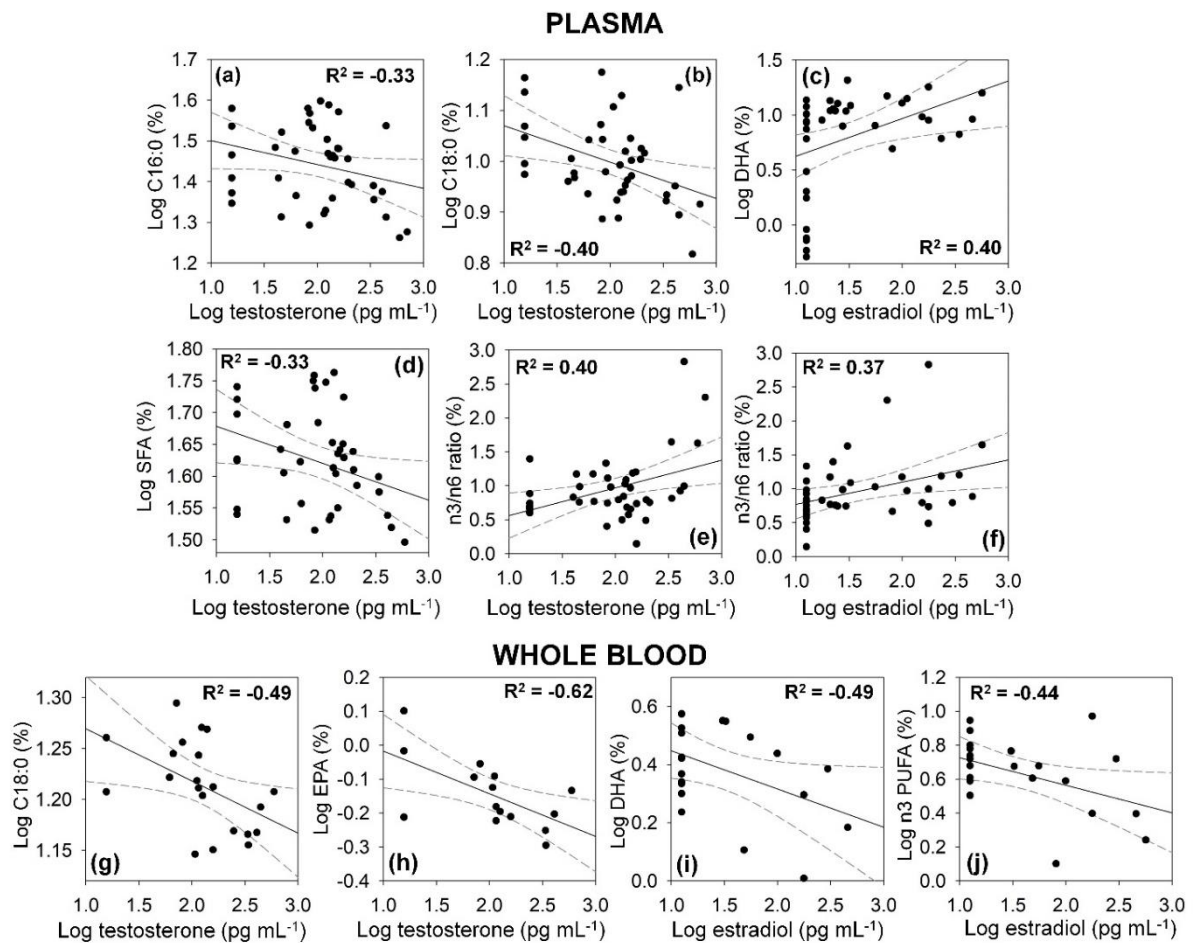 PLASMA
(a)
R² = -0.33
Log C16:0 (%)
1.7
1.6
1.5
1.4
1.3
1.2
1.0 1.5 2.0 2.5 3.0
Log testosterone (pg mL⁻¹)
(b)
R² = -0.40
Log C18:0 (%)
1.2
1.1
1.0
0.9
0.8
1.0 1.5 2.0 2.5 3.0
Log testosterone (pg mL⁻¹)
(c)
R² = 0.40
Log DHA (%)
1.5
1.0
0.5
0.0
1.0 1.5 2.0 2.5 3.0
Log estradiol (pg mL⁻¹)
R² = -0.33
(d)
Log SFA (%)
1.80
1.75
1.70
1.65
1.60
1.55
1.50
1.0 1.5 2.0 2.5 3.0
Log testosterone (pg mL⁻¹)
R² = 0.40
(e)
n3/n6 ratio (%)
3.0
2.5
2.0
1.5
1.0
0.5
0.0
1.0 1.5 2.0 2.5 3.0
Log testosterone (pg mL⁻¹)
R² = 0.37
(f)
n3/n6 ratio (%)
3.0
2.5
2.0
1.5
1.0
0.5
0.0
1.0 1.5 2.0 2.5 3.0
Log estradiol (pg mL⁻¹)
WHOLE BLOOD
R² = -0.49
(g)
Log C18:0 (%)
1.30
1.25
1.20
1.15
1.0 1.5 2.0 2.5 3.0
Log testosterone (pg mL⁻¹)
R² = -0.62
(h)
Log EPA (%)
0.2
0.1
0.0
-0.1
-0.2
-0.3
-0.4
1.0 1.5 2.0 2.5 3.0
Log testosterone (pg mL⁻¹)
R² = -0.49
(i)
Log DHA (%)
0.6
0.4
0.2
0.0
1.0 1.5 2.0 2.5 3.0
Log estradiol (pg mL⁻¹)
R² = -0.44
(j)
Log n3 PUFA (%)
1.0
0.8
0.6
0.4
0.2
0.0
1.0 1.5 2.0 2.5 3.0
Log estradiol (pg mL⁻¹)